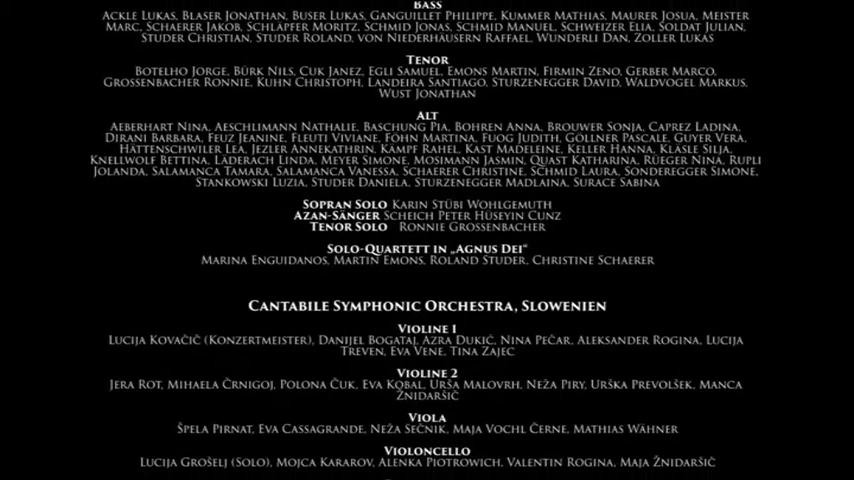 BASS
ACKLE LUKAS, BLASER JONATHAN, BUSER LUKAS, GANGUILLET PHILIPPE, KUMMER MATHIAS, MAURER JOSUA, MEISTER
MARC, SCHAERER JAKOB, SCHLÄPFER MORITZ, SCHMID JONAS, SCHMID MANUEL, SCHWEIZER ELIA, SOLDAT JULIAN,
STUDER CHRISTIAN, STUDER ROLAND, VON NIEDERHÄUSERN RAFFAEL, WUNDERLI DAN, ZOLLER LUKAS
TENOR
BOTELHO JORGE, BÜRK NILS, CUK JANEZ, EGLI SAMUEL, EMONS MARTIN, FIRMIN ZENO, GERBER MARCO,
GROSSENBACHER RONNIE, KUHN CHRISTOPH, LANDEIRA SANTIAGO, STURZENEGGER DAVID, WALDVOGEL MARKUS,
WUST JONATHAN
ALT
AEBERHART NINA, AESCHLIMANN NATHALIE, BASCHUNG PIA, BOHREN ANNA, BROUWER SONJA, CAPREZ LADINA,
DIRANI BARBARA, FEUZ JEANINE, FLEUTI VIVIANE, FÖHN MARTINA, FUOG JUDITH, GÖLLNER PASCALE, GUYER VERA,
HÄTTENSCHWILER LEA, JEZLER ANNEKATHRIN, KÄMPF RAHEL, KAST MADELEINE, KELLER HANNA, KLÄSLE SILJA,
KNELLWOLF BETTINA, LÄDERACH LINDA, MEYER SIMONE, MOSIMANN JASMIN, QUAST KATHARINA, RÜEGER NINA, RUPLI
JOLANDA, SALAMANCA TAMARA, SALAMANCA VANESSA, SCHAERER CHRISTINE, SCHMID LAURA, SONDEREGGER SIMONE,
STANKOWSKI LUZIA, STUDER DANIELA, STURZENEGGER MADLAINA, SURACE SABINA
SOPRAN SOLO KARIN STÜBI WOHLGEMUTH
AZAN-SÄNGER SCHEICH PETER HÜSEYIN CUNZ
TENOR SOLO RONNIE GROSSENBACHER
SOLO-QUARTETT IN „AGNUS DEI“
MARINA ENGUIDANOS, MARTIN EMONS, ROLAND STUDER, CHRISTINE SCHAERER
CANTABILE SYMPHONIC ORCHESTRA, SLOWENIEN
VIOLINE 1
LUCIJA KOVAČIČ (KONZERTMEISTER), DANIJEL BOGATAJ, AZRA DUKIĆ, NINA PEČAR, ALEKSANDER ROGINA, LUCIJA
TREVEN, EVA VENE, TINA ZAJEC
VIOLINE 2
JERA ROT, MIHAELA ČRNIGOJ, POLONA ČUK, EVA KOBAL, URŠA MALOVRH, NEŽA PIRY, URŠKA PREVOLŠEK, MANCA
ŽNIDARŠIČ
VIOLA
ŠPELA PIRNAT, EVA CASSAGRANDE, NEŽA SEČNIK, MAJA VOCHL ČERNE, MATHIAS WÄHNER
VIOLONCELLO
LUCIJA GROŠELJ (SOLO), MOJCA KARAROV, ALENKA PIOTROWICH, VALENTIN ROGINA, MAJA ŽNIDARŠIČ